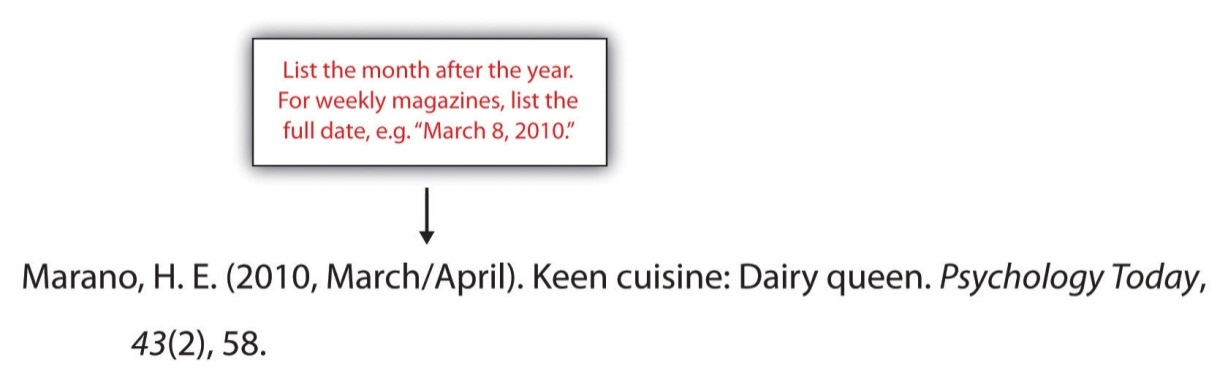 List the month after the year.
For weekly magazines, list the
full date, e.g. “March 8, 2010.”
Marano, H. E. (2010, March/April). Keen cuisine: Dairy queen. Psychology Today,
43(2), 58.